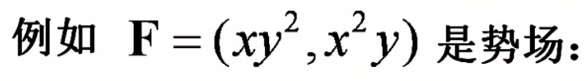 例如 F = (xy², x²y) 是势场：